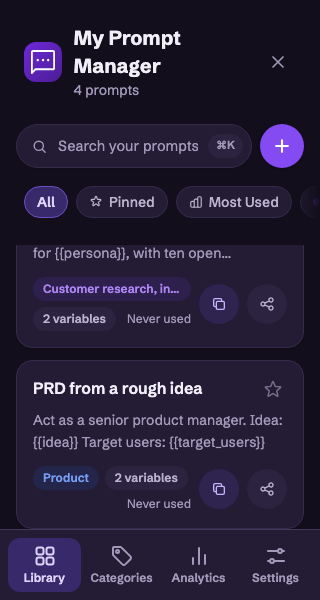 My Prompt
Manager
4 prompts
Search your prompts ⌘K
All Pinned Most Used
for {{persona}}, with ten open...
Customer research, in...
2 variables Never used
PRD from a rough idea
Act as a senior product manager. Idea:
{{idea}} Target users: {{target_users}}
Product 2 variables
Never used
Library Categories Analytics Settings